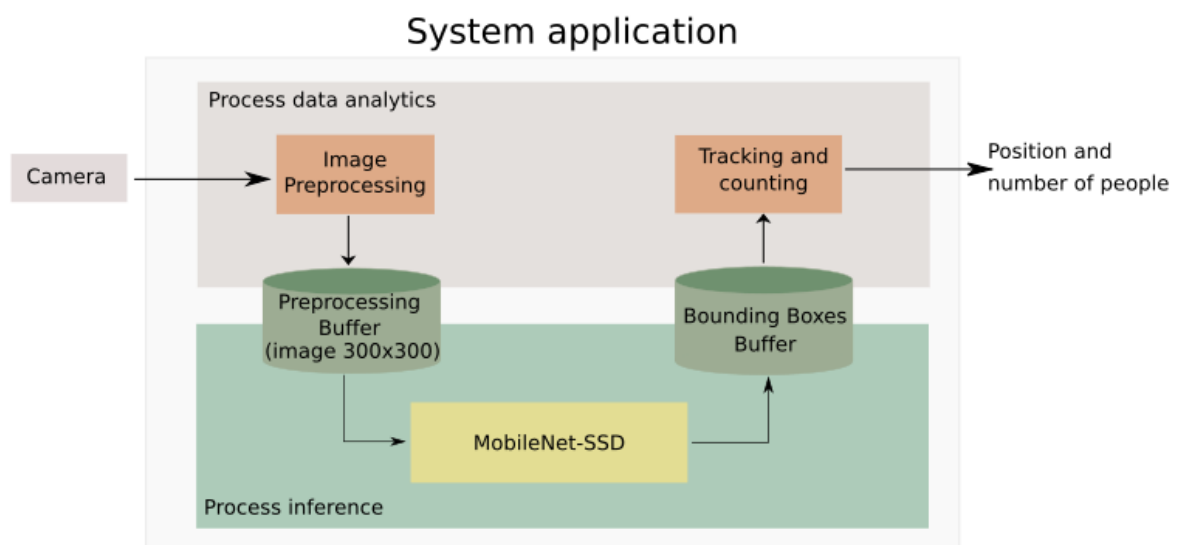 System application
Process data analytics
Camera
Image
Preprocessing
Tracking and
counting
Position and
number of people
Preprocessing
Buffer
(image 300x300)
Bounding Boxes
Buffer
MobileNet-SSD
Process inference